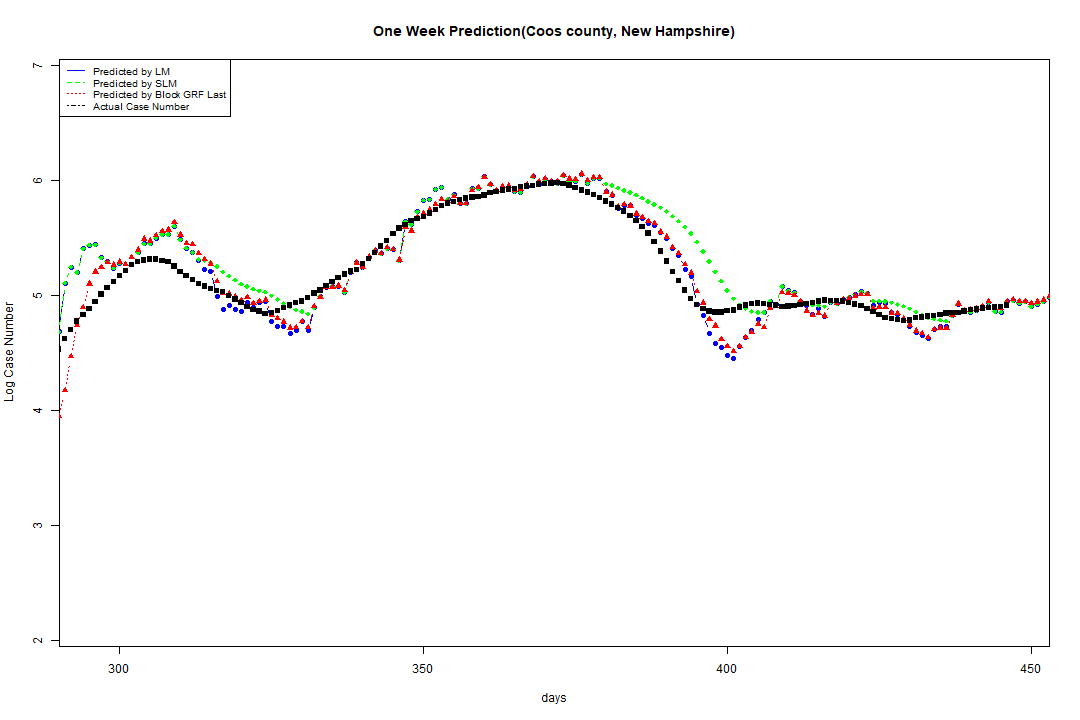 One Week Prediction(Coos county, New Hampshire)
Predicted by LM
Predicted by SLM
Predicted by Block GRF Last
Actual Case Number
7
6
5
4
3
2
Log Case Number
300 350 400 450
days